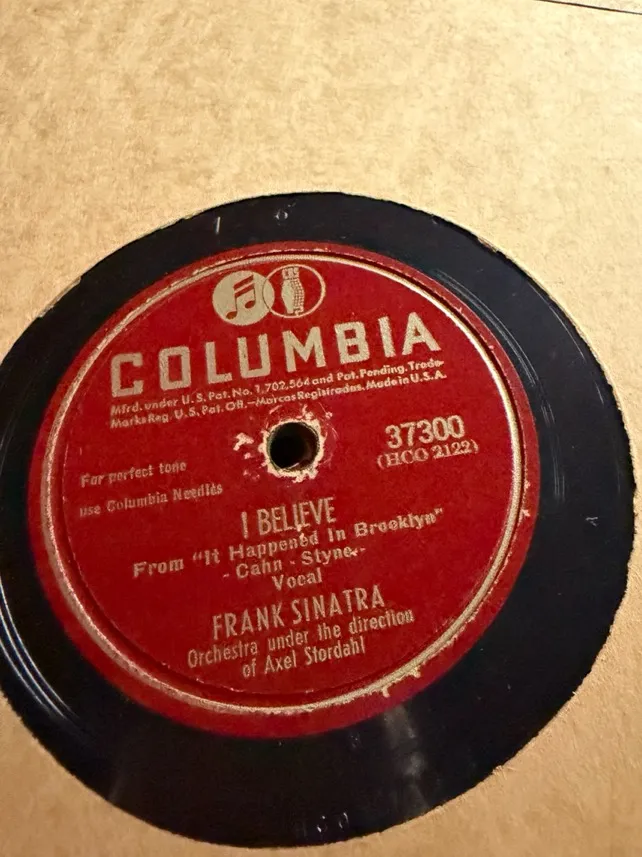 CBS
COLUMBIA
Mfrd. under U.S. Pat. No. 1,702,564 and Pat. Pending. Trade-
Marks Reg. U.S. Pat. Off.—Marcas Registradas. Made in U.S.A.
37300
(HCO 2122)
For perfect tone
use Columbia Needles
I BELIEVE
From "It Happened In Brooklyn"
- Cahn - Styne -
Vocal
FRANK SINATRA
Orchestra under the direction
of Axel Stordahl